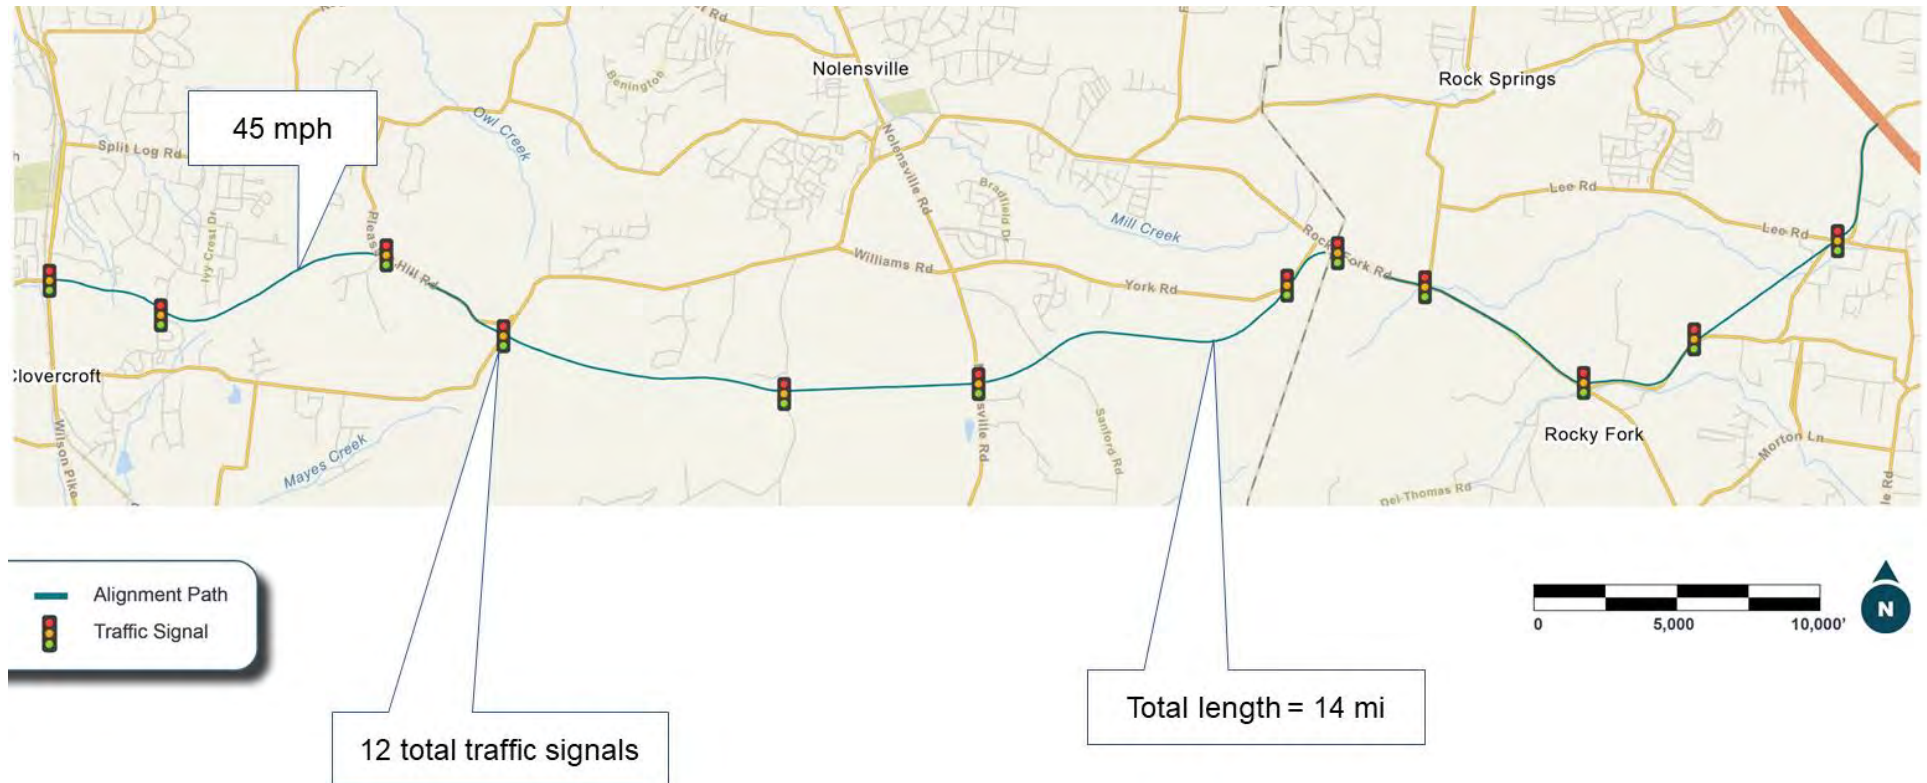 Nolensville
Rock Springs
Benington
45 mph
Owl Creek
Split Log Rd
Nolensville Rd
Bradfield Dr
Lee Rd
Ivy Crest Dr
Mill Creek
Lee Rd
Hill Rd
Williams Rd
York Rd
Fork Rd
Clovercroft
Sanford Rd
sville Rd
Rocky Fork
Morton Ln
Wilson Pike
Mayes Creek
Del Thomas Rd
le Rd
Alignment Path
Traffic Signal
0
5,000
10,000'
N
Total length = 14 mi
12 total traffic signals